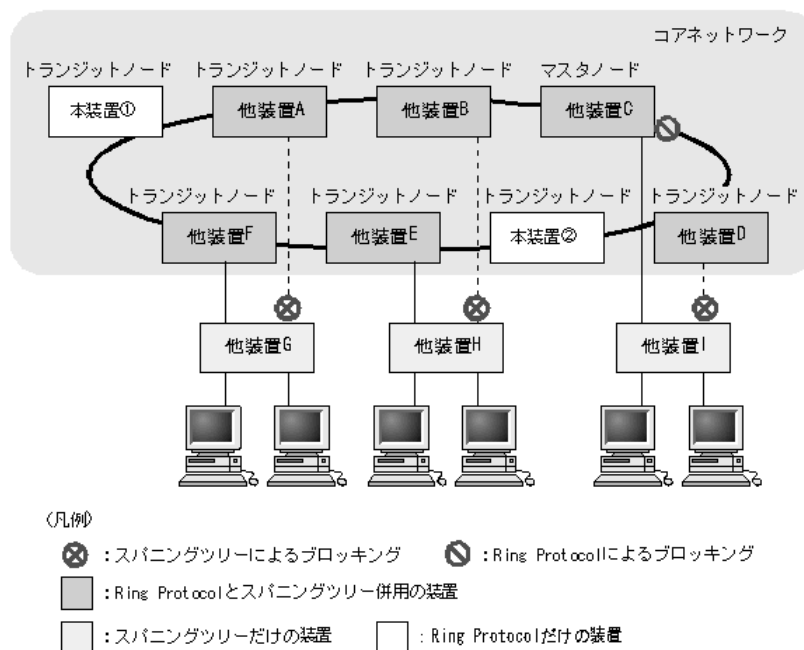 コアネットワーク
トランジットノード トランジットノード トランジットノード マスタノード
本装置① 他装置A 他装置B 他装置C
トランジットノード トランジットノード トランジットノード トランジットノード
他装置F 他装置E 本装置② 他装置D
他装置G 他装置H 他装置I
(凡例)
:スパニングツリーによるブロッキング :Ring Protocolによるブロッキング
:Ring Protocolとスパニングツリー併用の装置
:スパニングツリーだけの装置 :Ring Protocolだけの装置